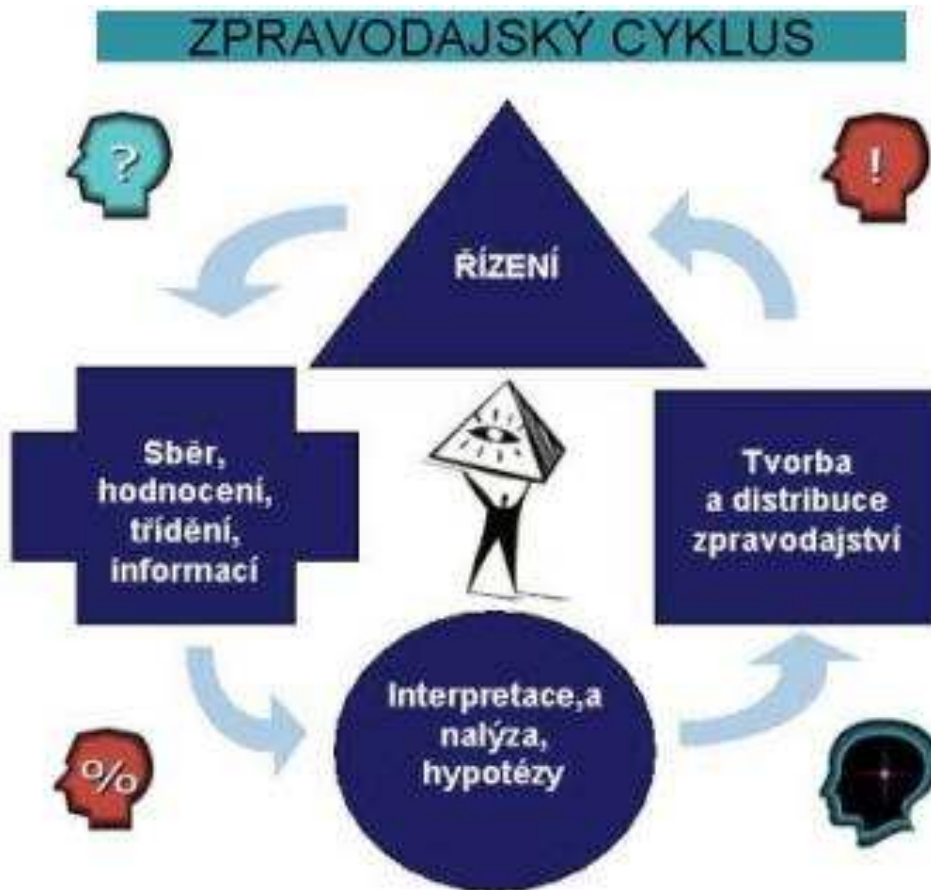 ZPRAVODAJSKÝ CYKLUS
?
!
ŘÍZENÍ
Sběr,
hodnocení,
třídění,
informací
Tvorba
a distribuce
zpravodajství
Interpretace,a
nalýza,
hypotézy
%